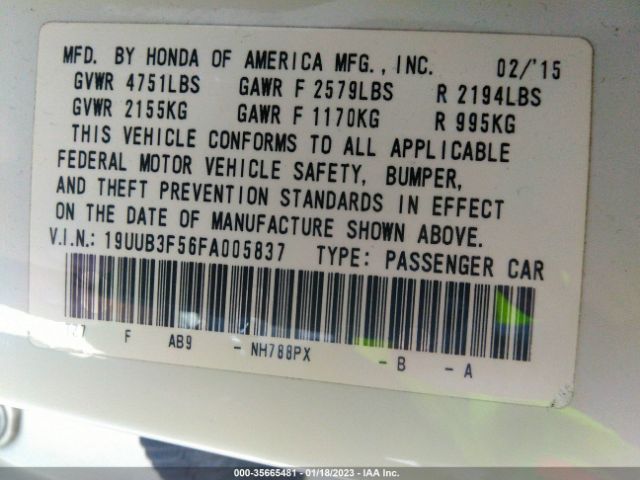 MFD. BY HONDA OF AMERICA MFG., INC. 02/'15
GVWR 4751LBS GAWR F 2579LBS R 2194LBS
GVWR 2155KG GAWR F 1170KG R 995KG
THIS VEHICLE CONFORMS TO ALL APPLICABLE
FEDERAL MOTOR VEHICLE SAFETY, BUMPER,
AND THEFT PREVENTION STANDARDS IN EFFECT
ON THE DATE OF MANUFACTURE SHOWN ABOVE.
V.I.N.: 19UUB3F56FA005837 TYPE: PASSENGER CAR
F AB9 - NH788PX - B - A
000-35665481 - 01/18/2023 - IAA Inc.